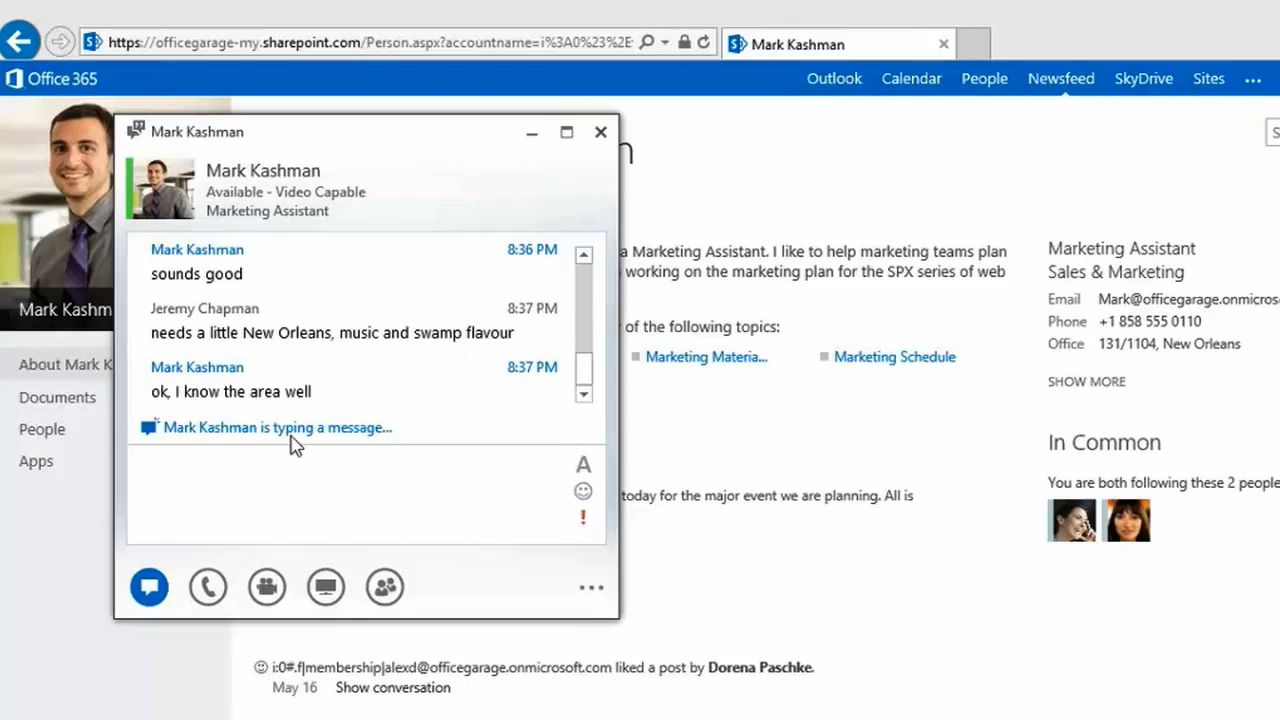 https://officegarage-my.sharepoint.com/Person.aspx?accountname=i%3A0%23%2E
Mark Kashman
Office 365
Outlook
Calendar
People
Newsfeed
SkyDrive
Sites
...
Mark Kashm
About Mark K
Documents
People
Apps
Mark Kashman
Mark Kashman
Available - Video Capable
Marketing Assistant
Mark Kashman 8:36 PM
sounds good
Jeremy Chapman 8:37 PM
needs a little New Orleans, music and swamp flavour
Mark Kashman 8:37 PM
ok, I know the area well
Mark Kashman is typing a message...
A
!
...
n
S
a Marketing Assistant. I like to help marketing teams plan
working on the marketing plan for the SPX series of web
of the following topics:
Marketing Materia...
Marketing Schedule
today for the major event we are planning. All is
i:0#.f|membership|alexd@officegarage.onmicrosoft.com liked a post by Dorena Paschke.
May 16 Show conversation
Marketing Assistant
Sales & Marketing
Email Mark@officegarage.onmicros
Phone +1 858 555 0110
Office 131/1104, New Orleans
SHOW MORE
In Common
You are both following these 2 people